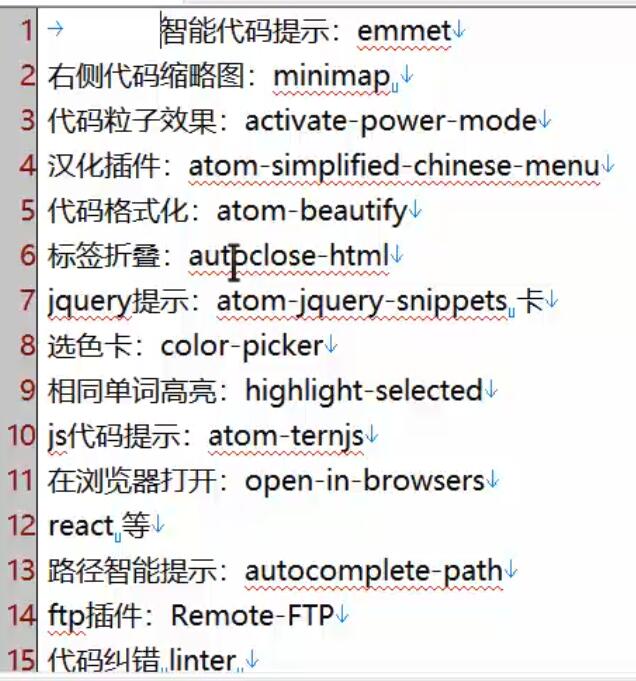 1 智能代码提示：emmet
2 右侧代码缩略图：minimap
3 代码粒子效果：activate-power-mode
4 汉化插件：atom-simplified-chinese-menu
5 代码格式化：atom-beautify
6 标签折叠：autoclose-html
7 jquery提示：atom-jquery-snippets 卡
8 选色卡：color-picker
9 相同单词高亮：highlight-selected
10 js代码提示：atom-ternjs
11 在浏览器打开：open-in-browsers
12 react 等
13 路径智能提示：autocomplete-path
14 ftp插件：Remote-FTP
15 代码纠错 linter